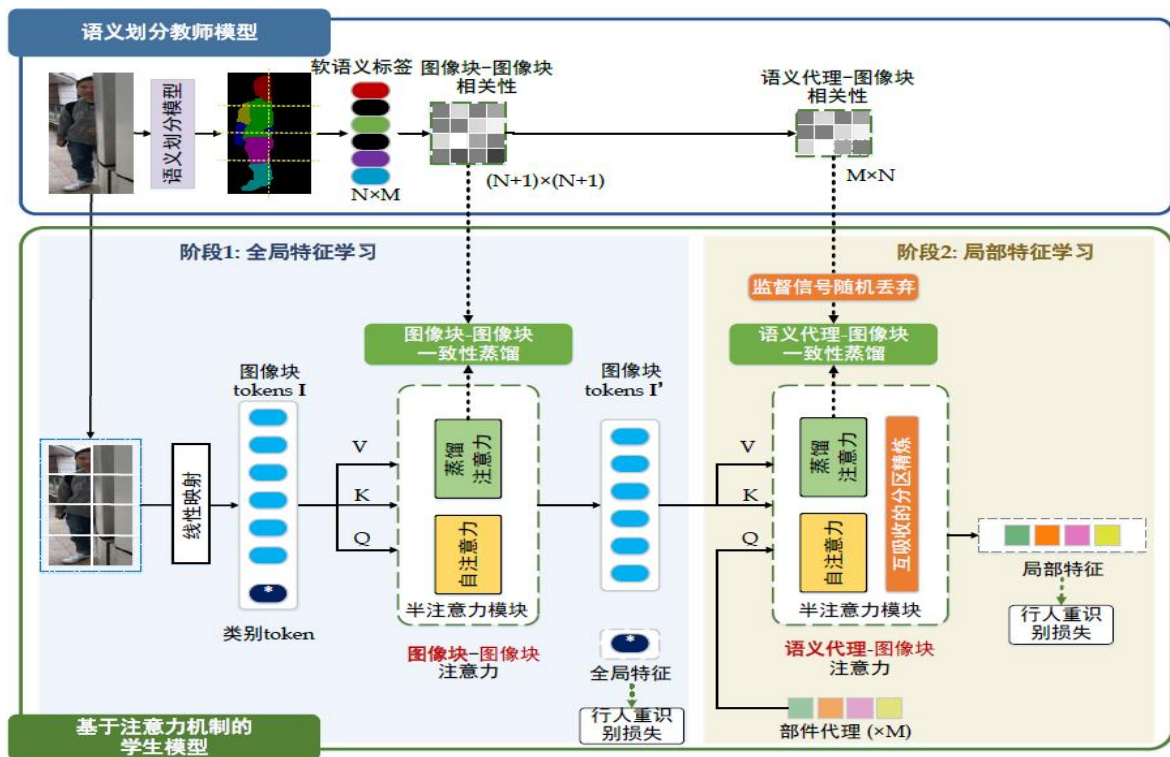 语义划分教师模型
语义划分模型
软语义标签
N×M
图像块-图像块
相关性
(N+1)×(N+1)
语义代理-图像块
相关性
M×N
阶段1: 全局特征学习
阶段2: 局部特征学习
监督信号随机丢弃
图像块-图像块
一致性蒸馏
语义代理-图像块
一致性蒸馏
图像块
tokens I
线性映射
*
类别token
V
K
Q
蒸馏
注意力
自注意力
半注意力模块
图像块-图像块
注意力
图像块
tokens I’
*
全局特征
行人重识
别损失
V
K
Q
蒸馏
注意力
自注意力
互吸收的分区精炼
半注意力模块
语义代理-图像块
注意力
部件代理 (×M)
局部特征
行人重识
别损失
基于注意力机制的
学生模型